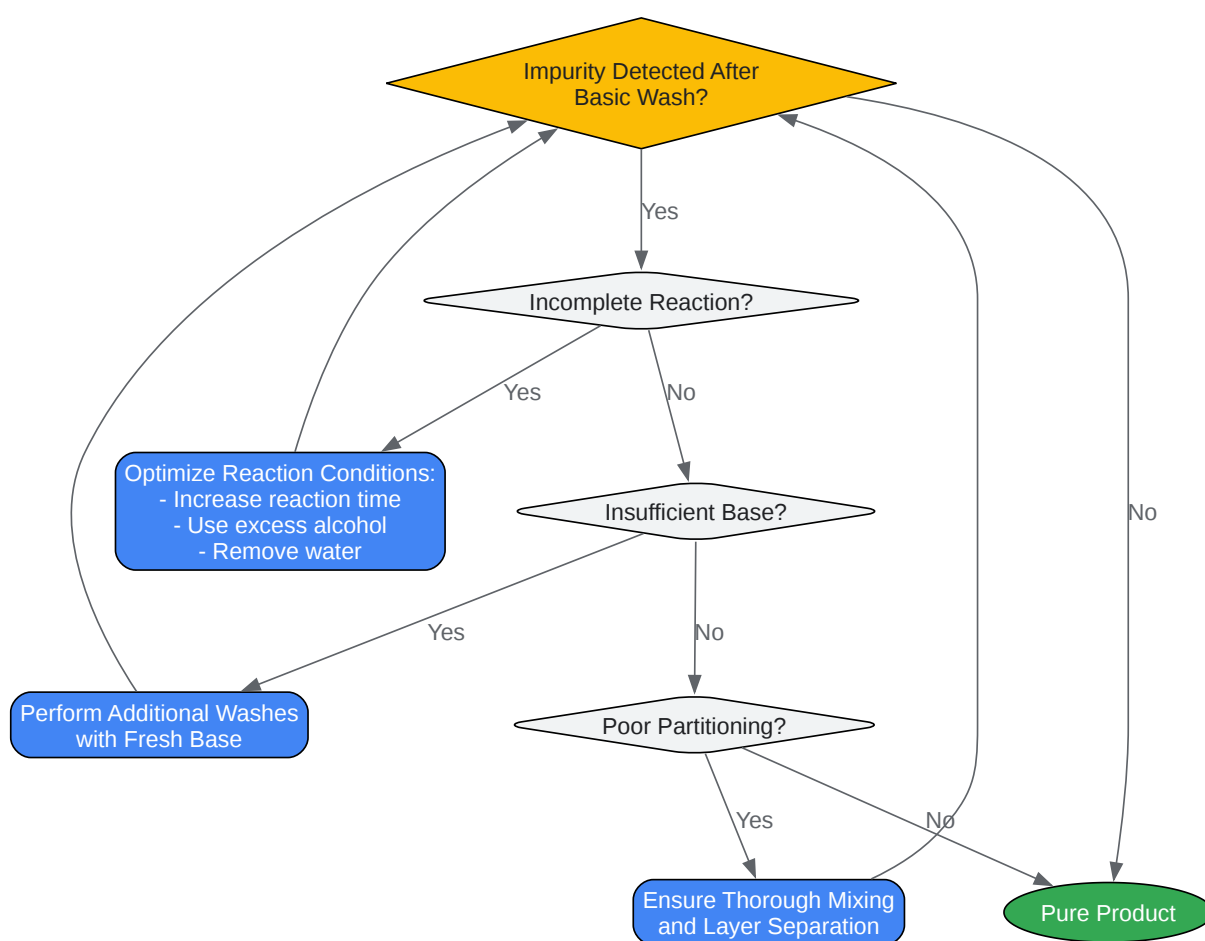 Impurity Detected After
Basic Wash?
Yes
Incomplete Reaction?
Yes
No
Optimize Reaction Conditions:
- Increase reaction time
- Use excess alcohol
- Remove water
Insufficient Base?
No
Yes
No
Perform Additional Washes
with Fresh Base
Poor Partitioning?
Yes
No
Ensure Thorough Mixing
and Layer Separation
Pure Product